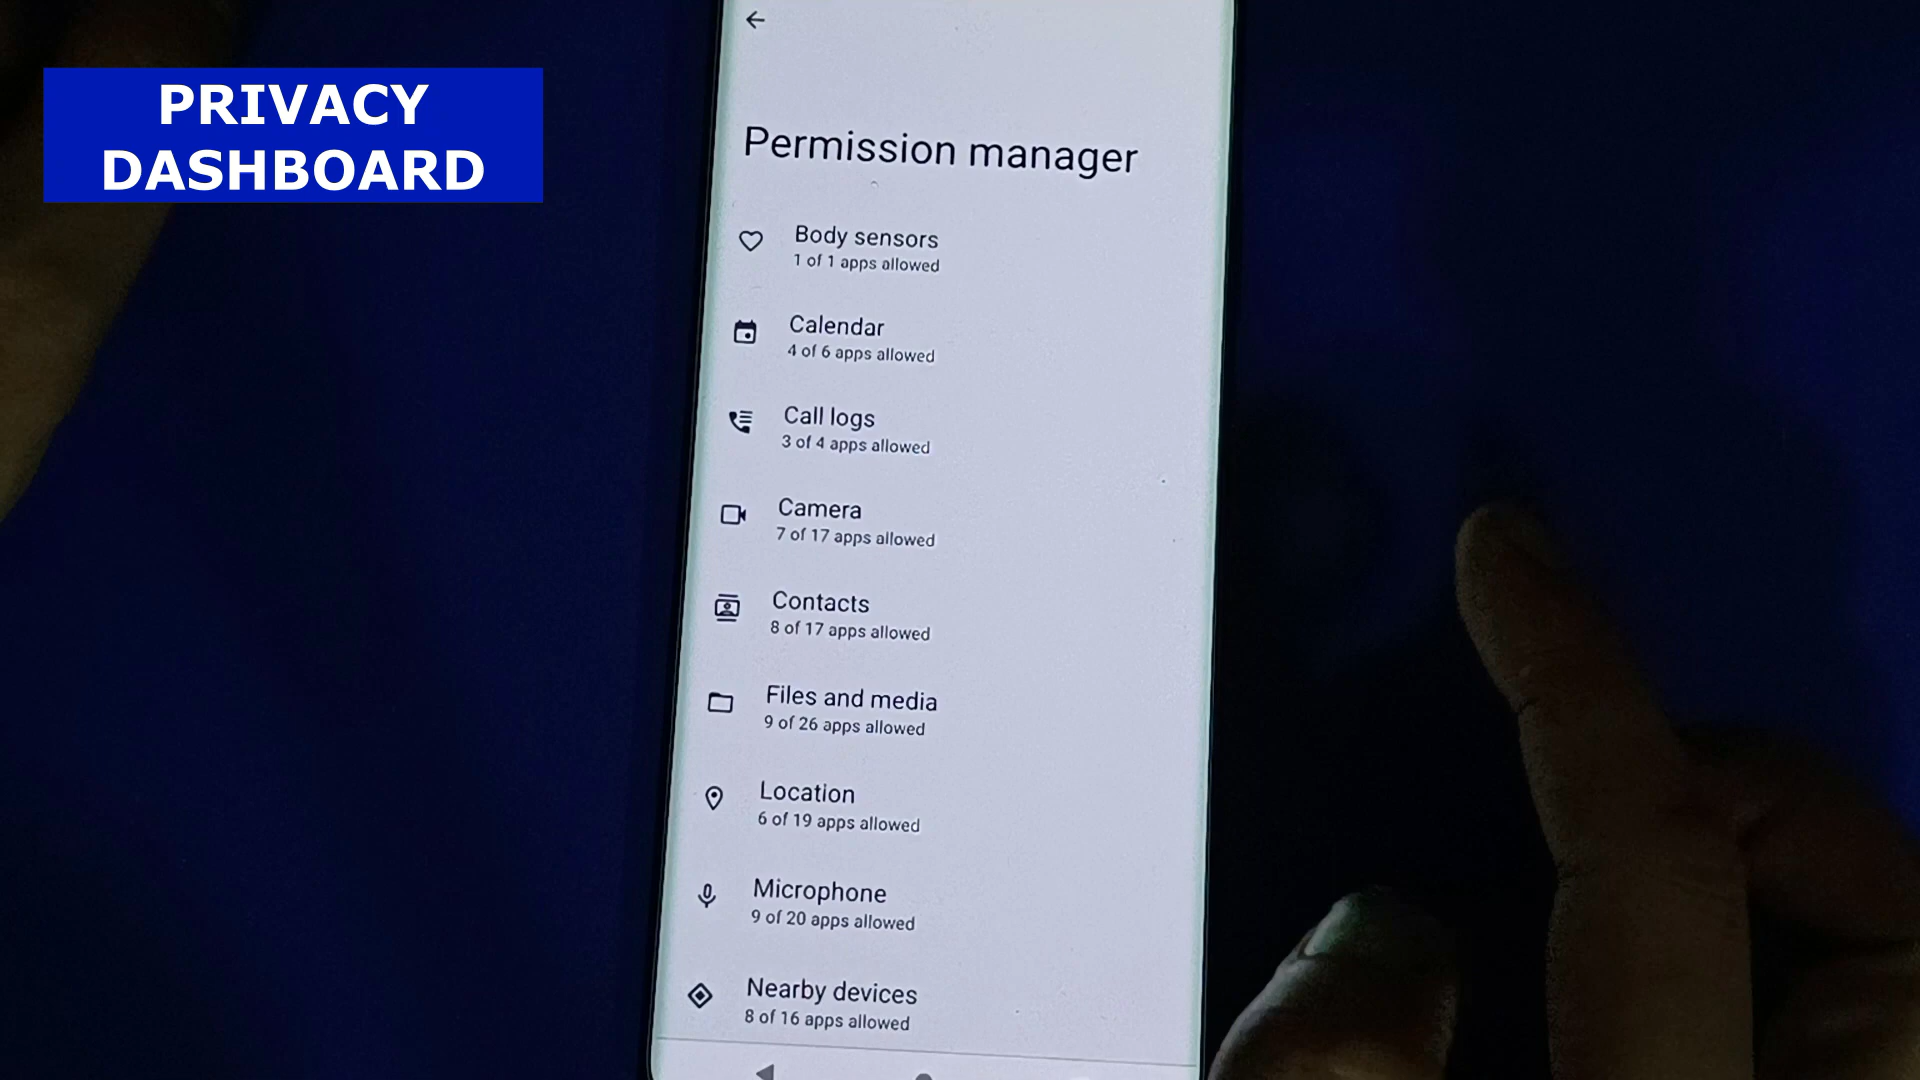 PRIVACY
DASHBOARD
Permission manager
Body sensors
1 of 1 apps allowed
Calendar
4 of 6 apps allowed
Call logs
3 of 4 apps allowed
Camera
7 of 17 apps allowed
Contacts
8 of 17 apps allowed
Files and media
9 of 26 apps allowed
Location
6 of 19 apps allowed
Microphone
9 of 20 apps allowed
Nearby devices
8 of 16 apps allowed